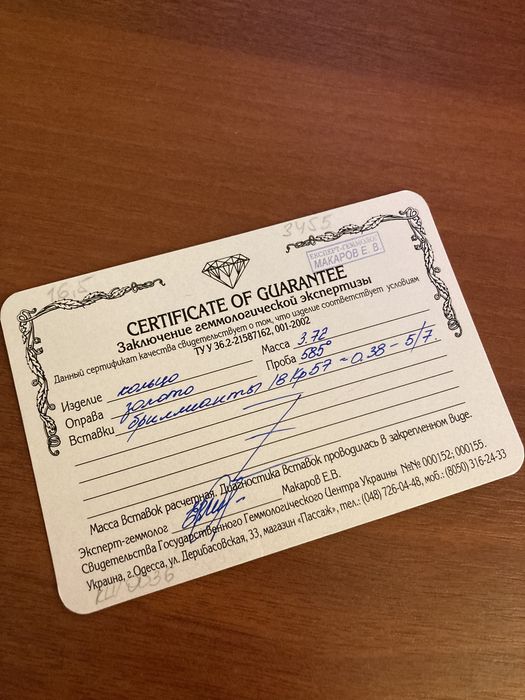 16,5
3455
ЕКСПЕРТ-ГЕММОЛОГ
МАКАРОВ Е. В.
CERTIFICATE OF GUARANTEE
Заключение геммологической экспертизы
Данный сертификат качества свидетельствует о том, что изделие соответствует условиям
ТУ У 36.2-21587162, 001-2002
Изделие кольцо Масса 3.72
Оправа золото Проба 585°
Вставки бриллианты 18 Кр57 - 0.38 - 5/7.
Масса Вставок расчетная. Диагностика Вставок проводилась в закрепленном виде.
Эксперт-геммолог Макаров Е.В.
Свидетельства Государственного Геммологического Центра Украины №№ 000152; 000155.
Украина, г.Одесса, ул. Дерибасовская, 33, магазин «Пассаж», тел.: (048) 726-04-48, моб.: (8050) 316-24-33